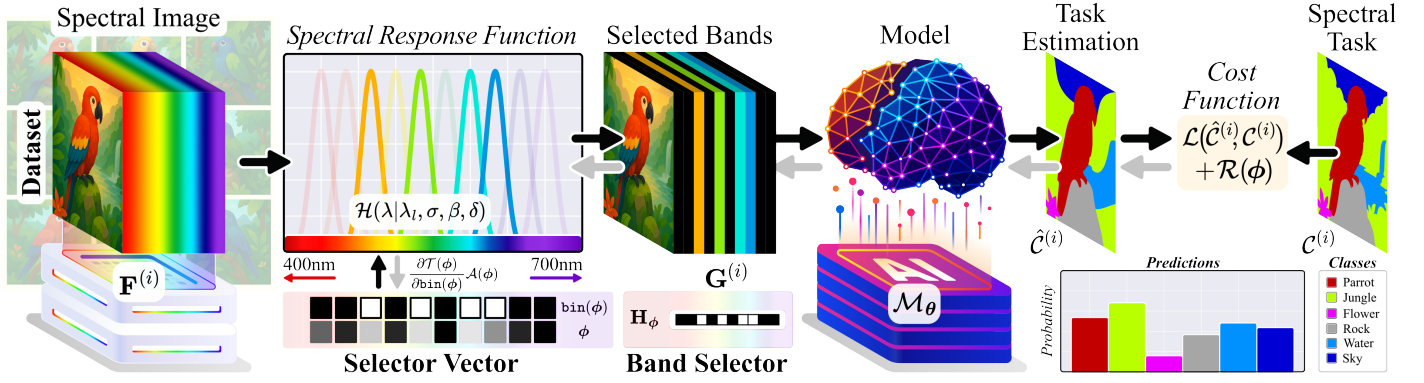 Spectral Image
Dataset
F^(i)
Spectral Response Function
H(λ|λ_l, σ, β, δ)
400nm
700nm
∂T(ϕ)/∂bin(ϕ) A(ϕ)
bin(ϕ)
ϕ
Selector Vector
Selected Bands
G^(i)
H_ϕ
Band Selector
Model
AI
M_θ
Task
Estimation
Ĉ^(i)
Cost
Function
L(Ĉ^(i), C^(i))
+ R(ϕ)
Spectral
Task
C^(i)
Predictions
Probability
Classes
Parrot
Jungle
Flower
Rock
Water
Sky